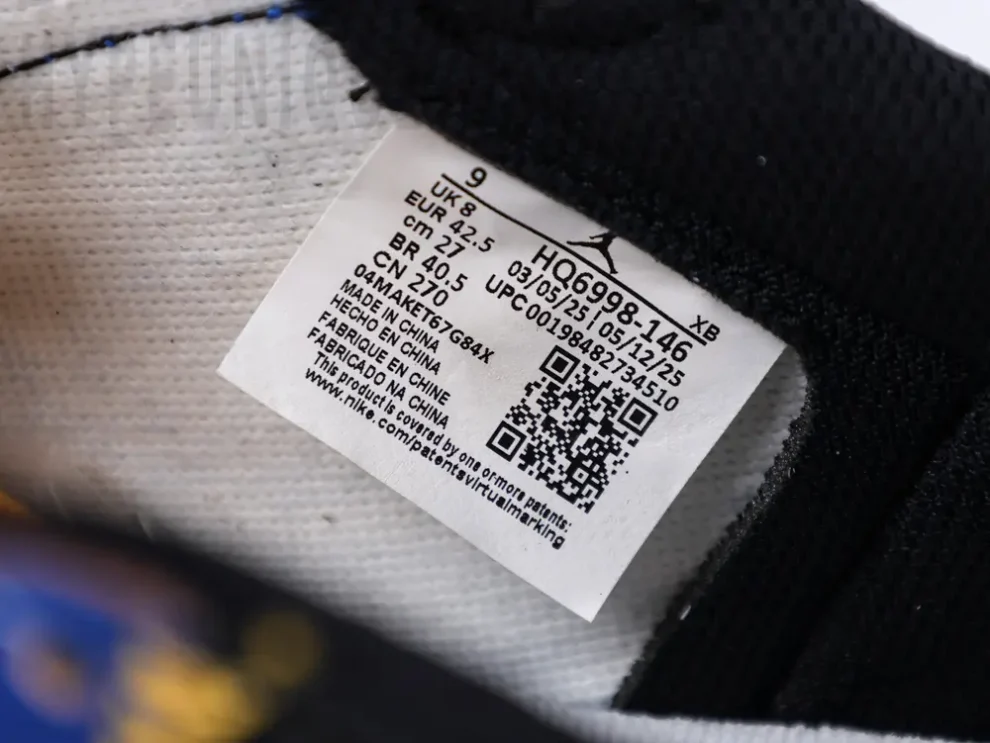 9
XB
UK 8
EUR 42.5
cm 27
BR 40.5
CN 270
04MAKET67G84X
MADE IN CHINA
HECHO EN CHINA
FABRIQUE EN CHINE
FABRICADO NA CHINA
HQ6998-146
03/05/25 | 05/12/25
UPC 00198482734510
This product is covered by one or more patents:
www.nike.com/patentsvirtualmarking